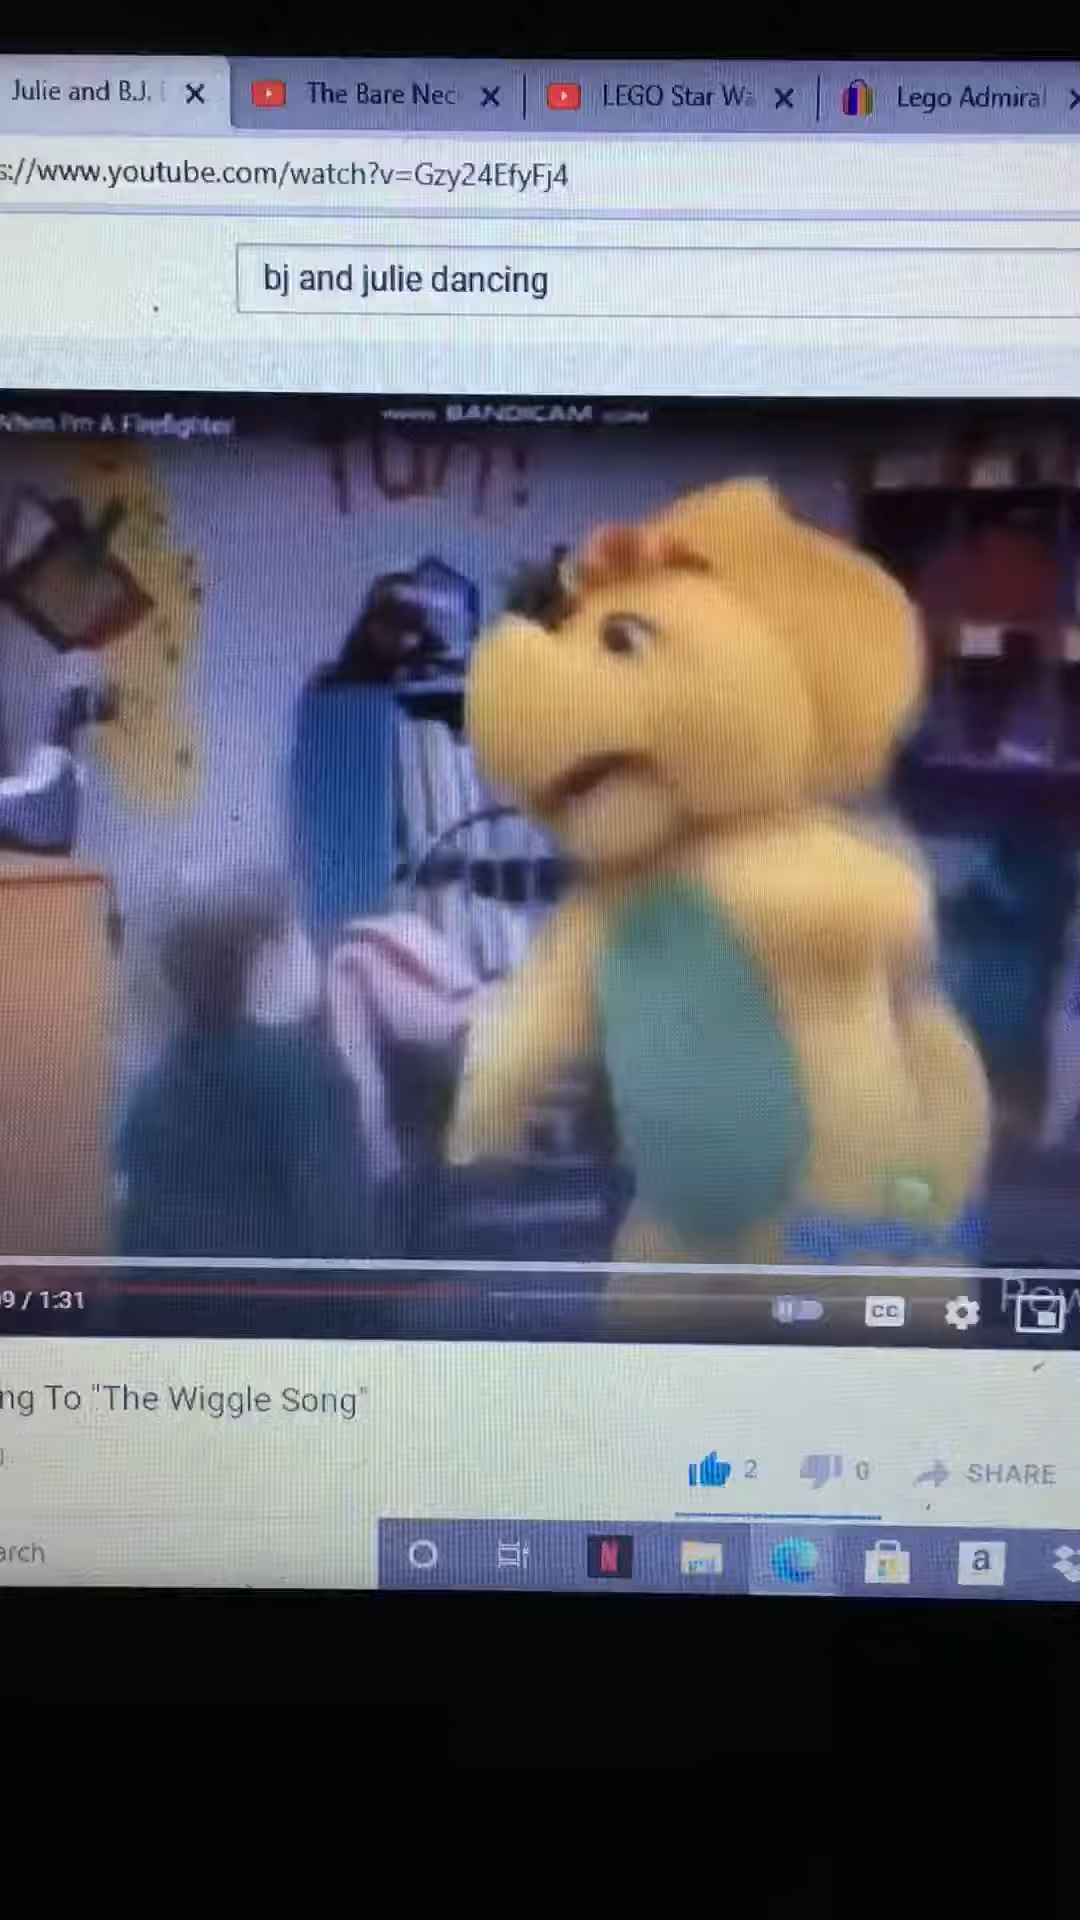 Julie and B.J.
The Bare Nec
LEGO Star Wa
Lego Admiral
s://www.youtube.com/watch?v=Gzy24EfyFj4
bj and julie dancing
When I'm A Firefighter
BANDICAM
fun!
9 / 1:31
CC
ng To "The Wiggle Song"
2
0
SHARE
arch
N
a